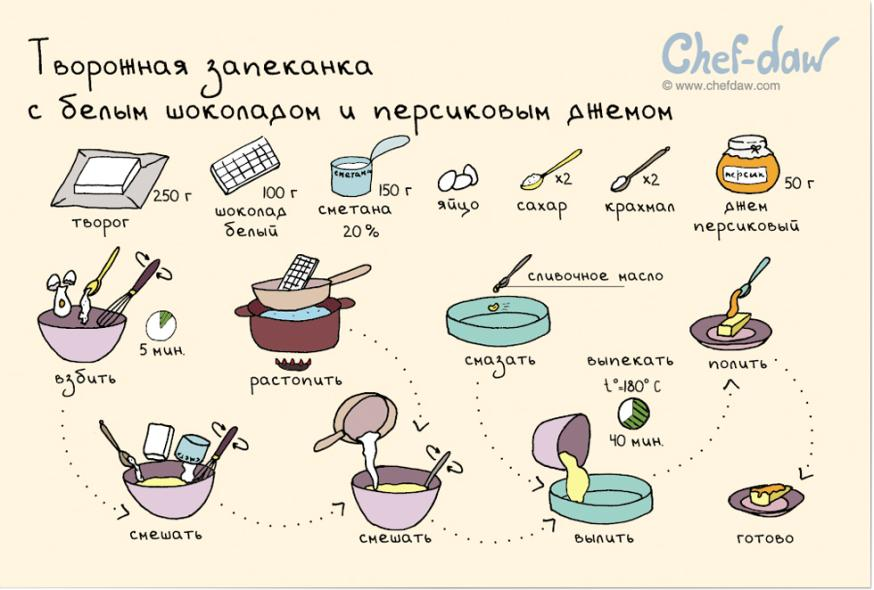 Творожная запеканка
с белым шоколадом и персиковым джемом
Chef-daw
© www.chefdaw.com
250 г
творог
100 г
шоколад
белый
сметана
150 г
сметана
20 %
яйцо
x2
сахар
x2
крахмал
персик
50 г
джем
персиковый
5 мин.
взбить
растопить
сливочное масло
смазать
выпекать
t°=180° С
40 мин.
полить
смешать
смешать
вылить
готово